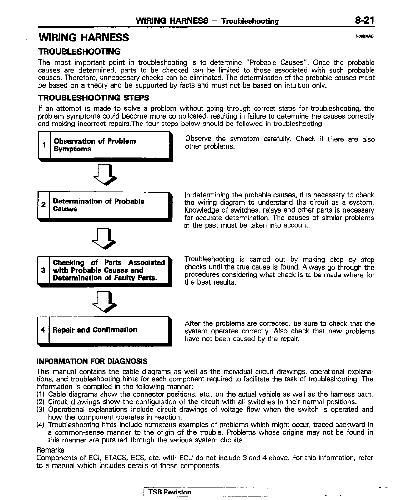 WIRING HARNESS – Troubleshooting 8-21
WIRING HARNESS
TROUBLESHOOTING
The most important point in troubleshooting is to determine "Probable Causes". Once the probable
causes are determined, parts to be checked can be limited to those associated with such probable
causes. Therefore, unnecessary checks can be eliminated. The determination of the probable causes must
be based on a theory and be supported by facts and must not be based on intuition only.
TROUBLESHOOTING STEPS
If an attempt is made to solve a problem without going through correct steps for troubleshooting, the
problem symptoms could become more complicated, resulting in failure to determine the causes correctly
and making incorrect repairs. The four steps below should be followed in troubleshooting.
1 Observation of Problem
Symptoms
Observe the symptom carefully. Check if there are also
other problems.
2 Determination of Probable
Causes
In determining the probable causes, it is necessary to check
the wiring diagram to understand the circuit as a system.
Knowledge of switches, relays and other parts is necessary
for accurate determination. The causes of similar problems
in the past must be taken into account.
3 Checking of Parts Associated
with Probable Causes and
Determination of Faulty Parts.
Troubleshooting is carried out by making step by step
checks until the true cause is found. Always go through the
procedures considering what check is to be made where for
the best results.
4 Repair and Confirmation
After the problems are corrected, be sure to check that the
system operates correctly. Also check that new problems
have not been caused by the repair.
INFORMATION FOR DIAGNOSIS
This manual contains the cable diagrams as well as the individual circuit drawings, operational explana-
tions, and troubleshooting hints for each component required to facilitate the task of troubleshooting. The
information is compiled in the following manner:
(1) Cable diagrams show the connector positions, etc., on the actual vehicle as well as the harness path.
(2) Circuit drawings show the configuration of the circuit with all switches in their normal positions.
(3) Operational explanations include circuit drawings of voltage flow when the switch is operated and
how the component operates in reaction.
(4) Troubleshooting hints include numerous examples of problems which might occur, traced backward in
a common-sense manner to the origin of the trouble. Problems whose origins may not be found in
this manner are pursued through the various system circuits.
Remarks
Components of ECI, ETACS, ECS, etc. with ECU do not include 3 and 4 above. For this information, refer
to a manual which includes details of these components.
TSB Revision